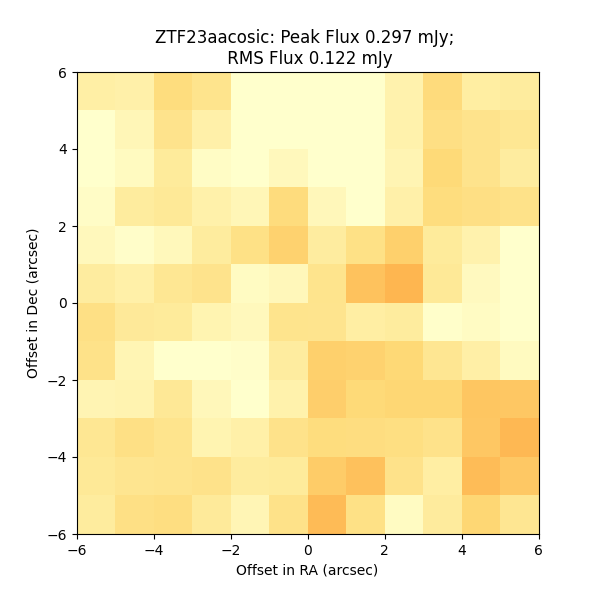 ZTF23aacosic: Peak Flux 0.297 mJy;
RMS Flux 0.122 mJy
6
4
2
0
−2
−4
−6
Offset in Dec (arcsec)
−6 −4 −2 0 2 4 6
Offset in RA (arcsec)